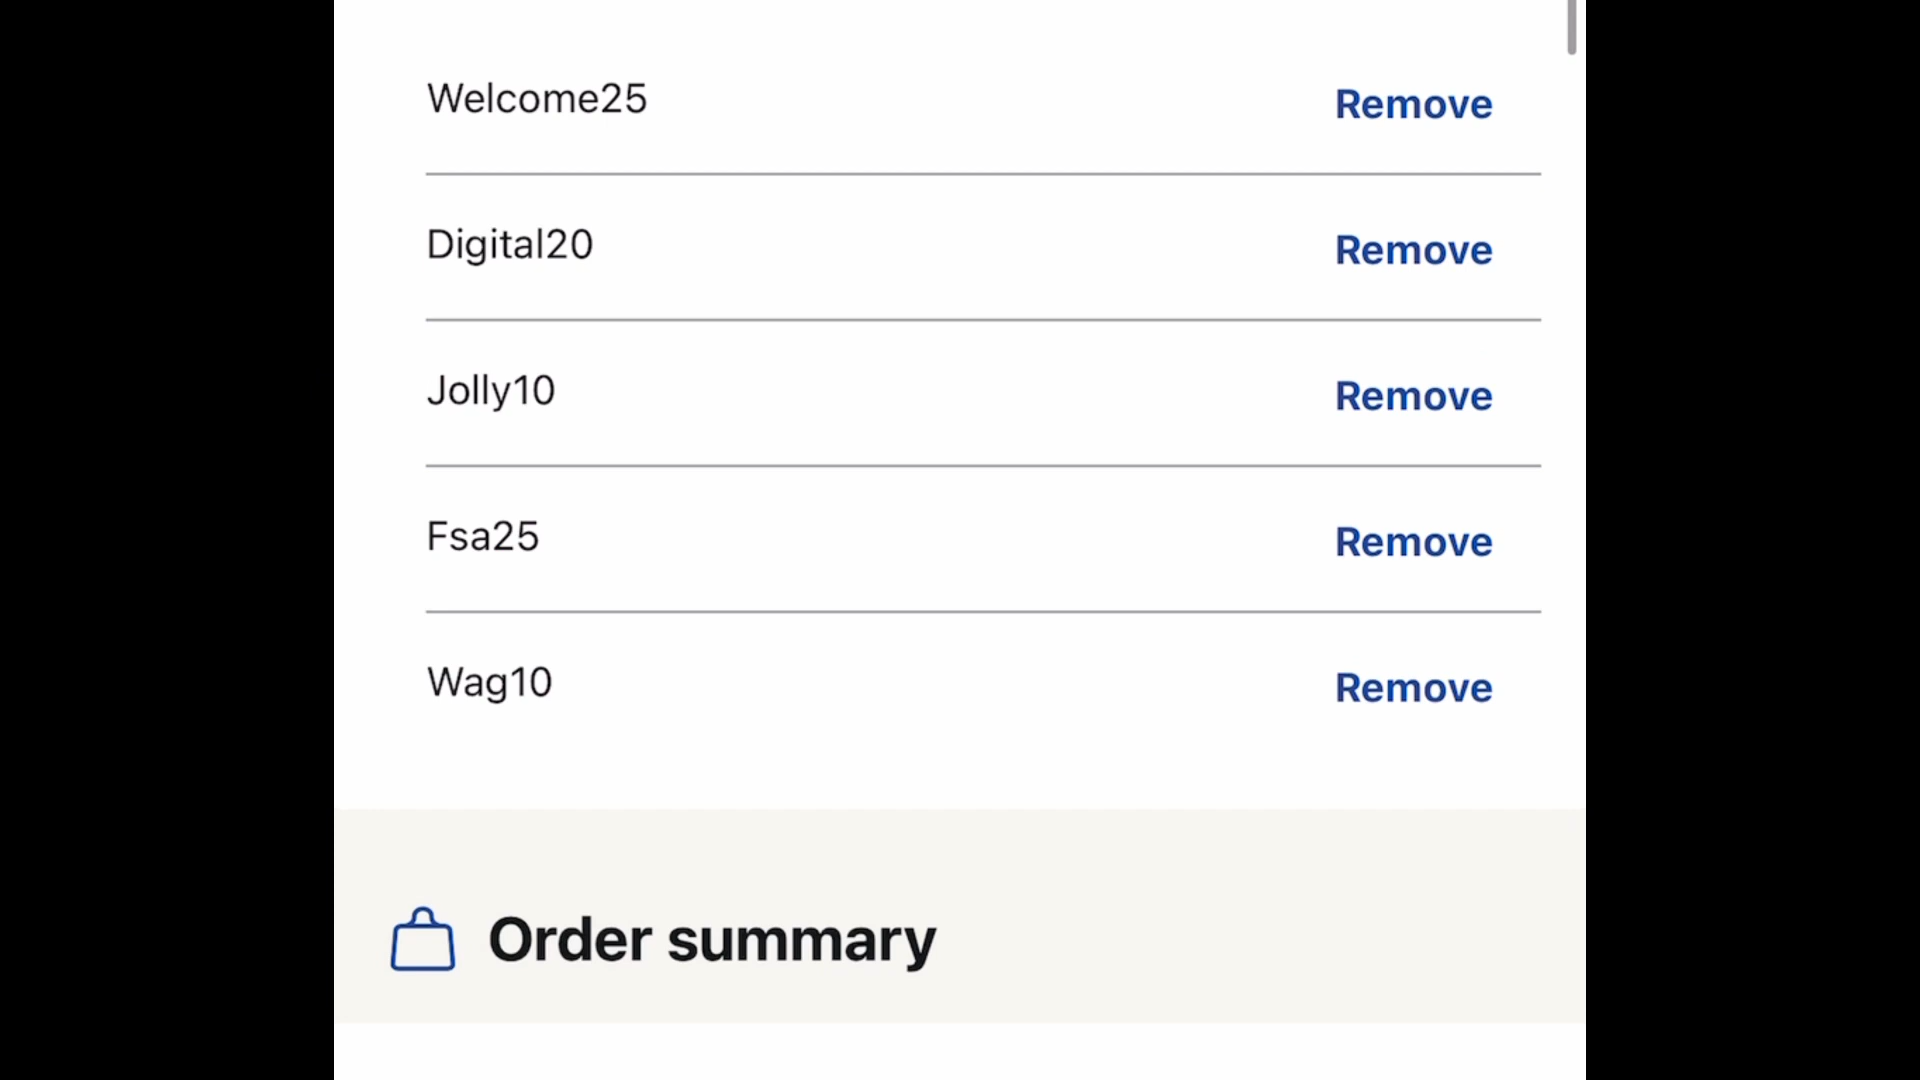 Welcome25 Remove
Digital20 Remove
Jolly10 Remove
Fsa25 Remove
Wag10 Remove
Order summary